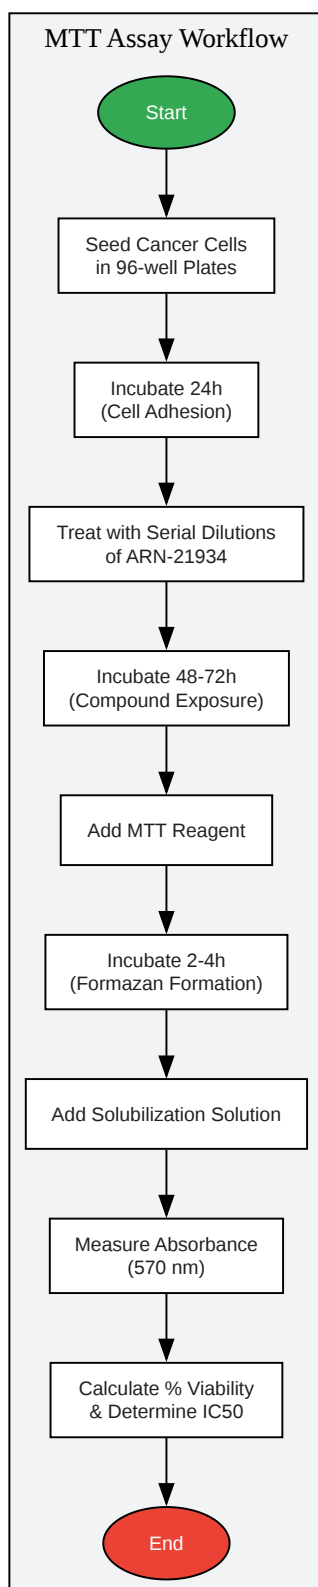 MTT Assay Workflow
Start
Seed Cancer Cells
in 96-well Plates
Incubate 24h
(Cell Adhesion)
Treat with Serial Dilutions
of ARN-21934
Incubate 48-72h
(Compound Exposure)
Add MTT Reagent
Incubate 2-4h
(Formazan Formation)
Add Solubilization Solution
Measure Absorbance
(570 nm)
Calculate % Viability
& Determine IC50
End